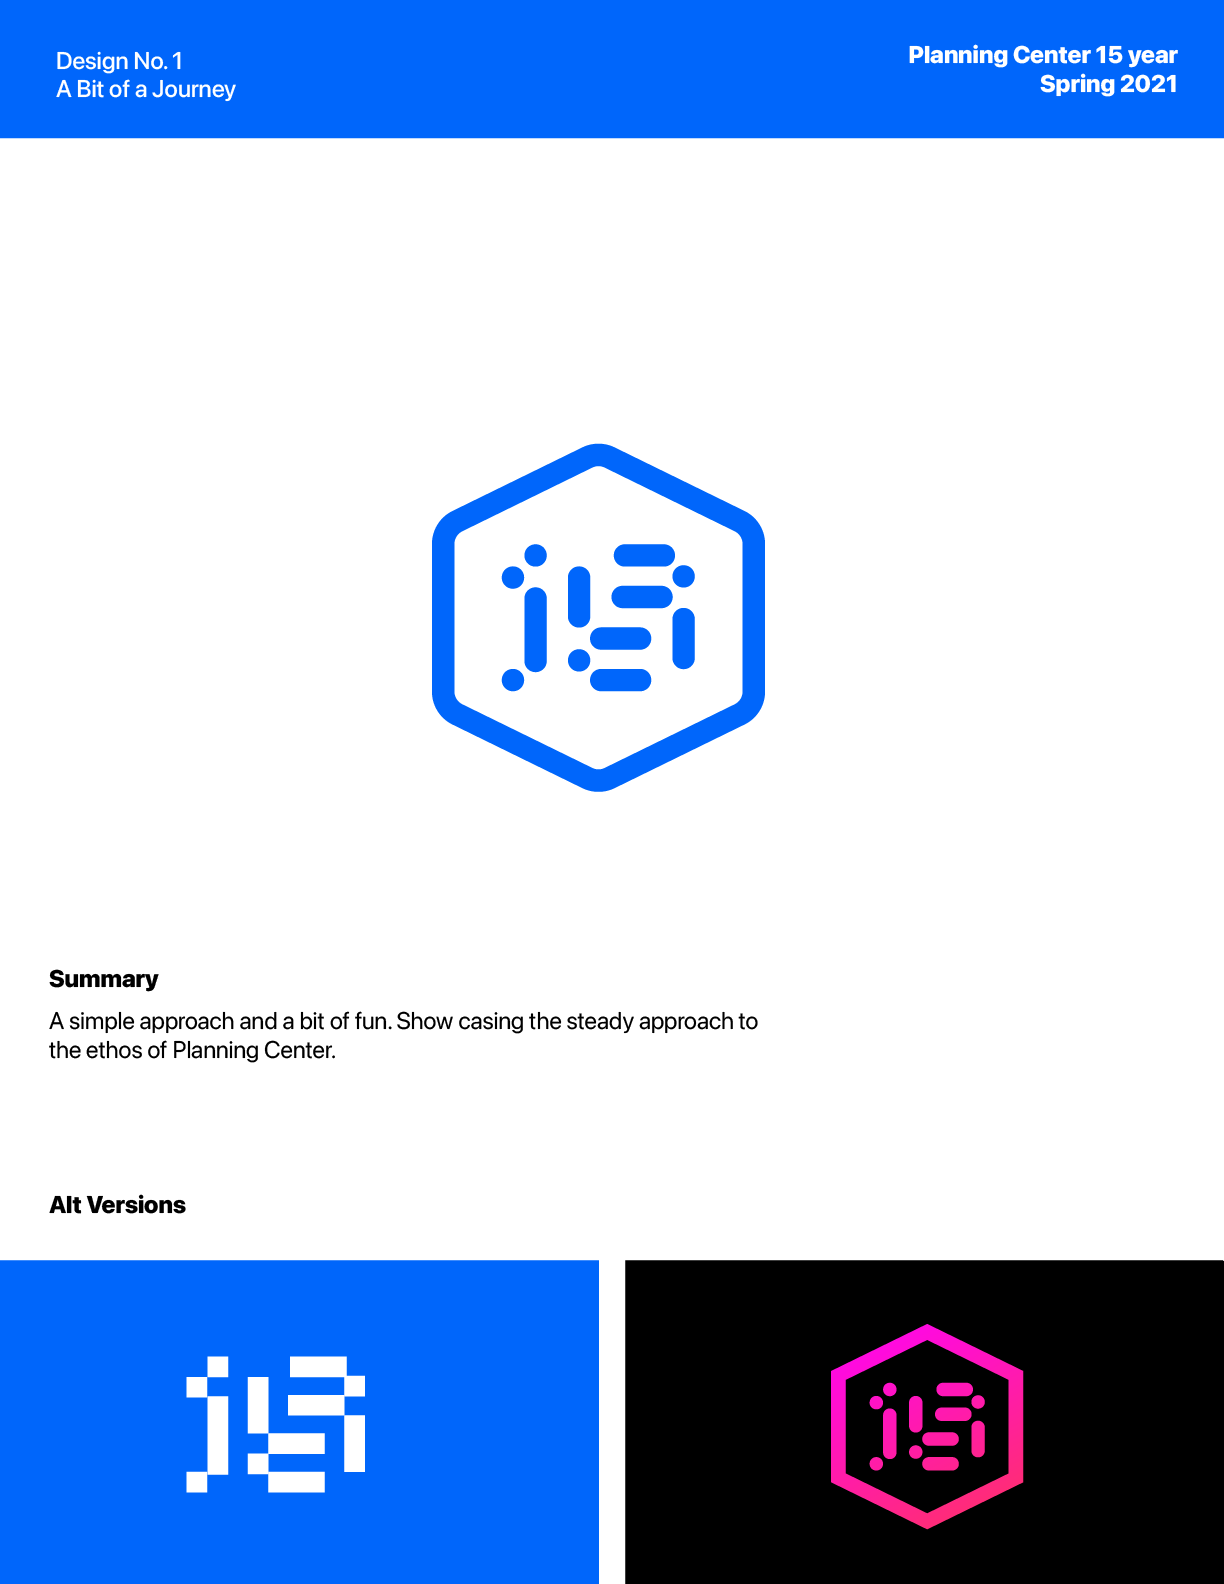 Design No. 1
A Bit of a Journey
Planning Center 15 year
Spring 2021
Summary
A simple approach and a bit of fun. Show casing the steady approach to
the ethos of Planning Center.
Alt Versions